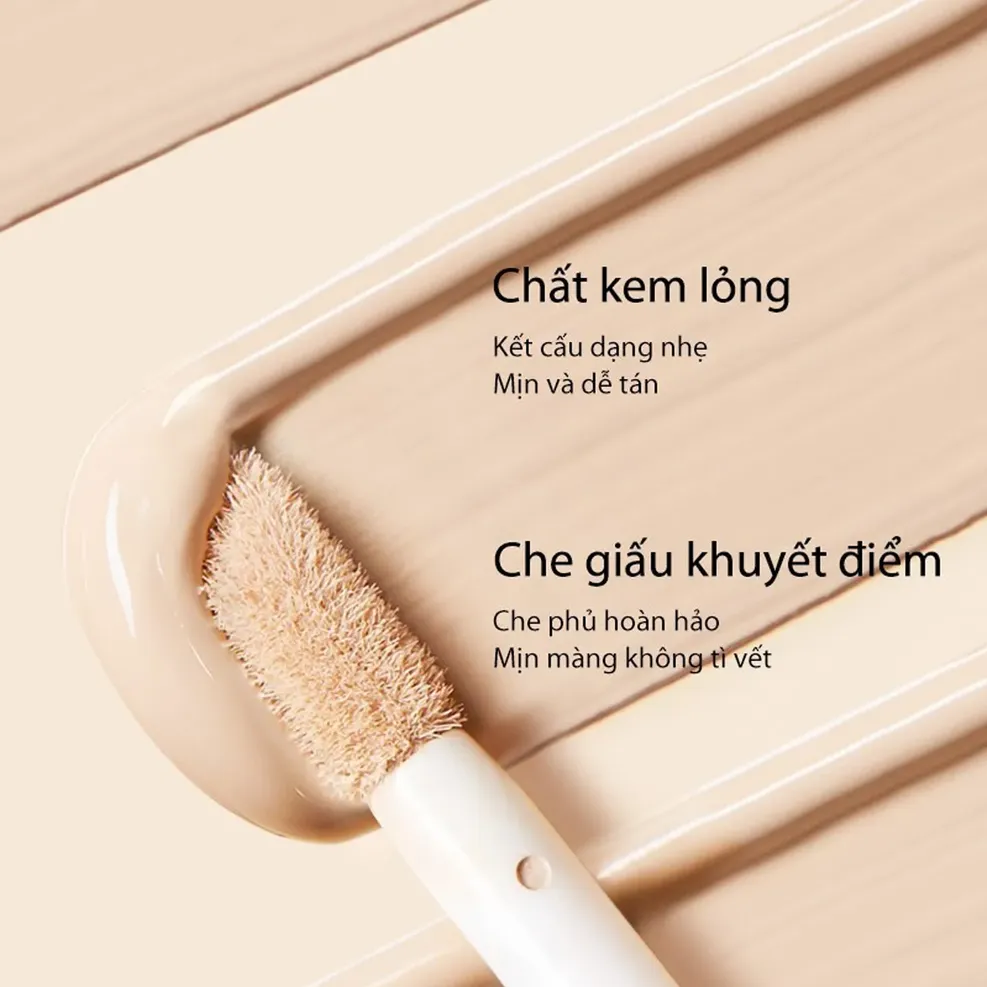 Chất kem lỏng
Kết cấu dạng nhẹ
Mịn và dễ tán
Che giấu khuyết điểm
Che phủ hoàn hảo
Mịn màng không tì vết